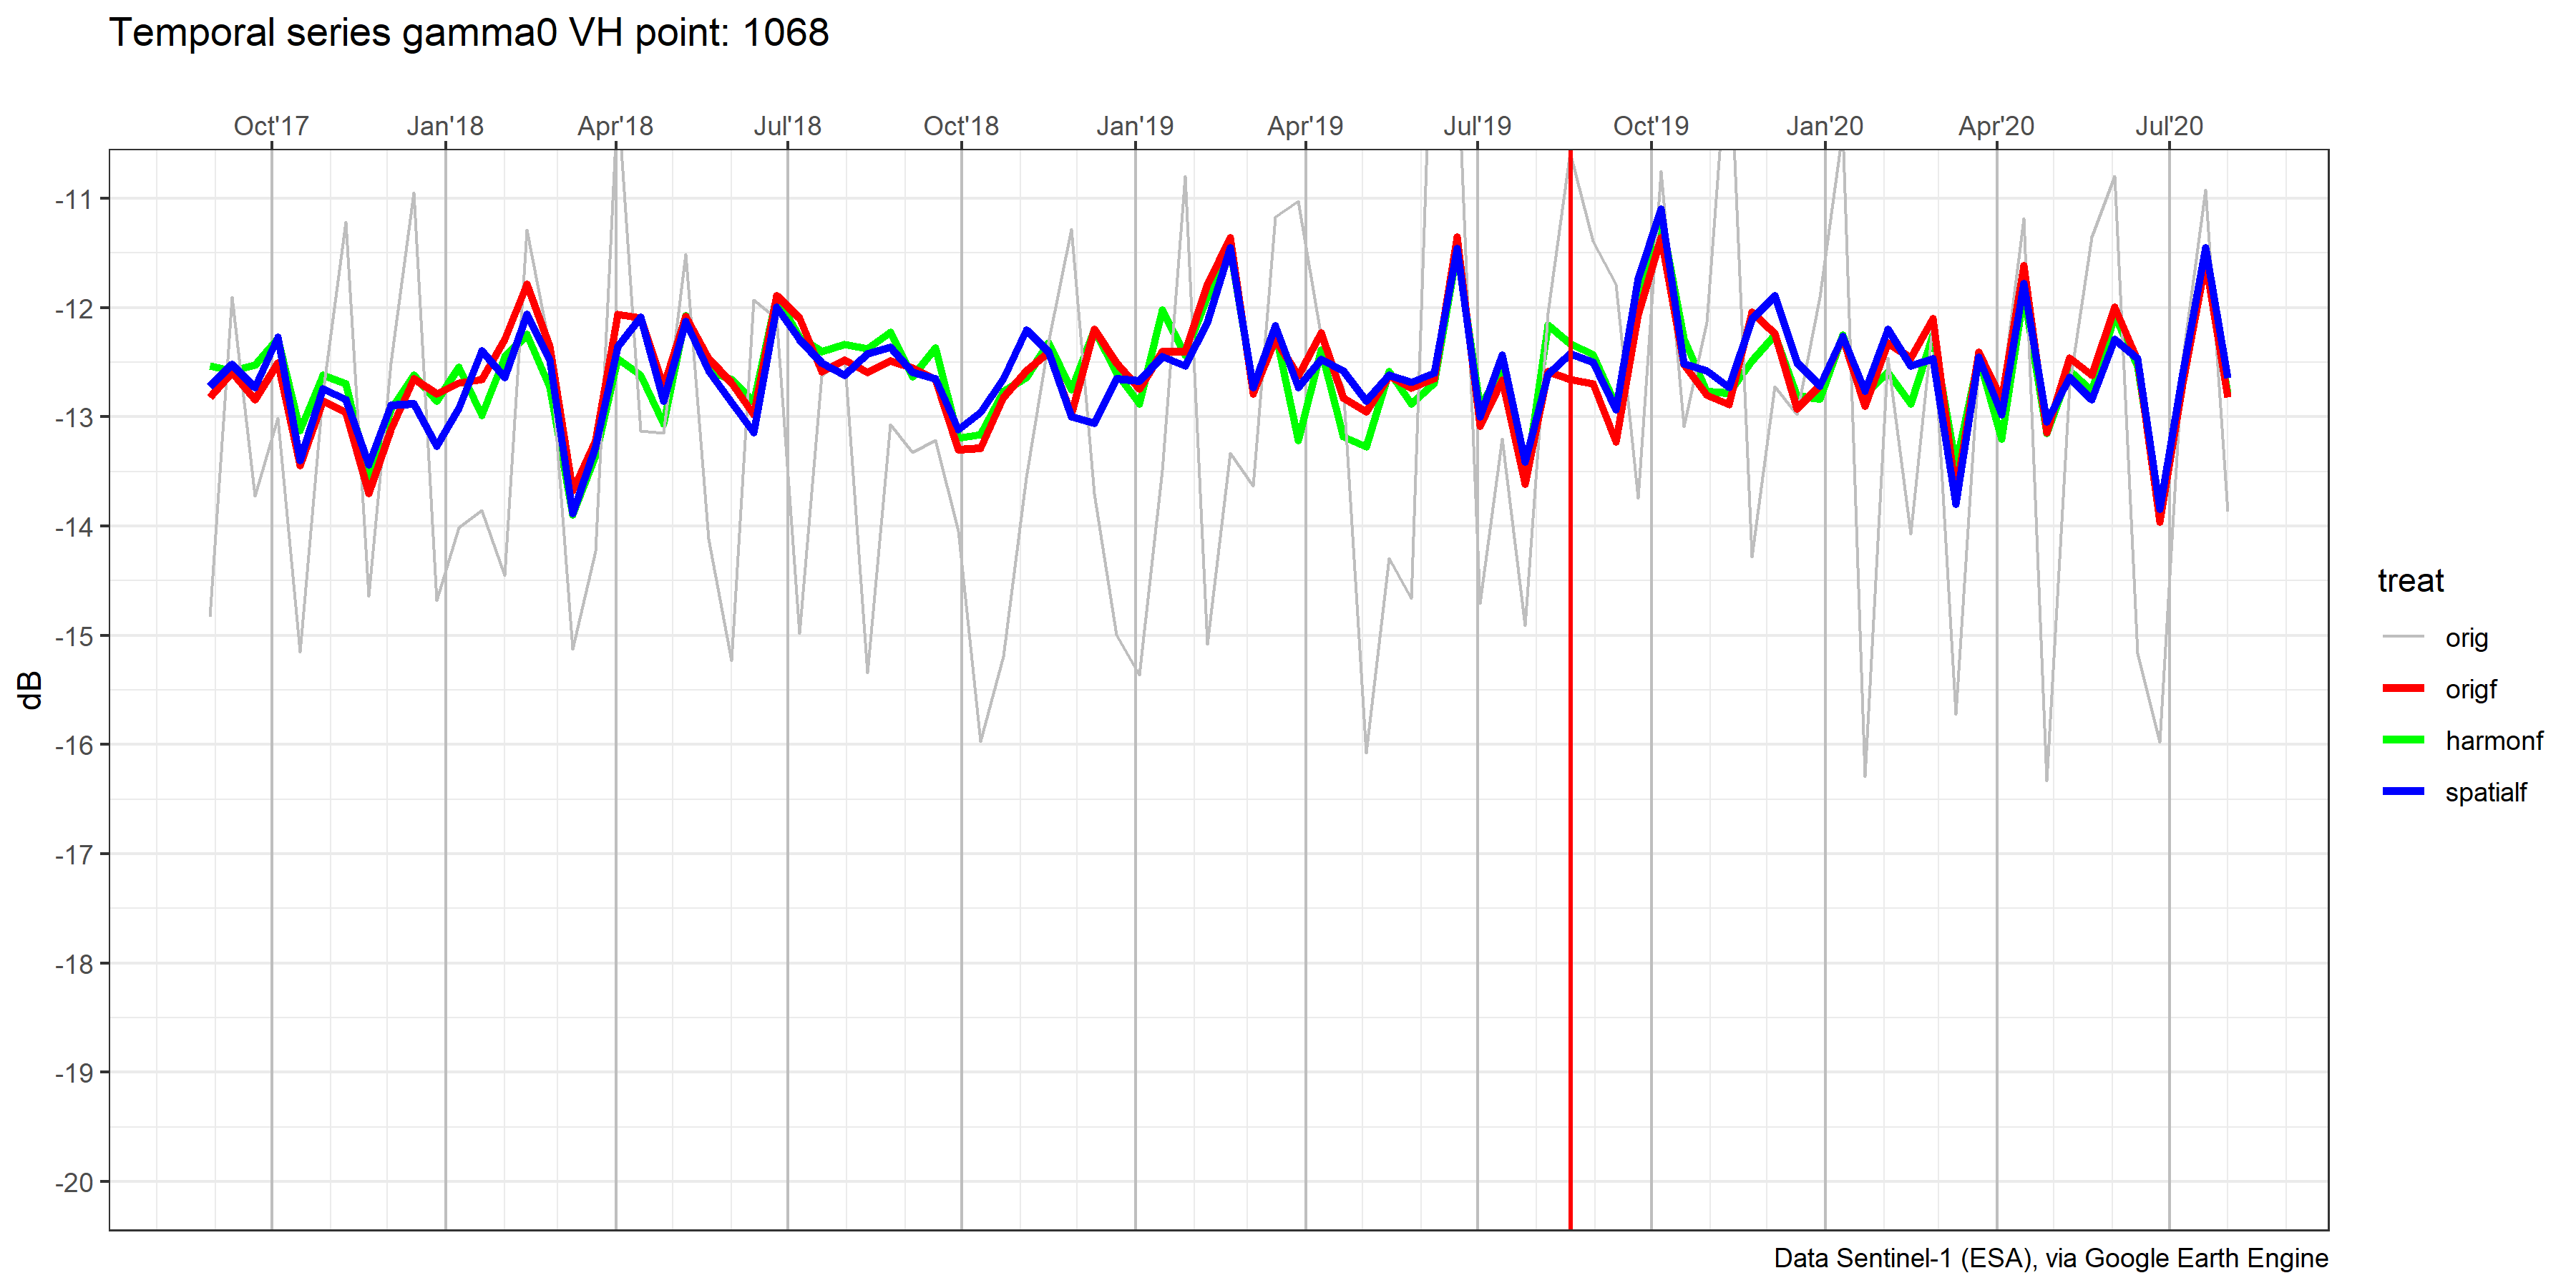 Temporal series gamma0 VH point: 1068
Oct'17 Jan'18 Apr'18 Jul'18 Oct'18 Jan'19 Apr'19 Jul'19 Oct'19 Jan'20 Apr'20 Jul'20
-11
-12
-13
-14
-15
-16
-17
-18
-19
-20
dB
treat
orig
origf
harmonf
spatialf
Data Sentinel-1 (ESA), via Google Earth Engine